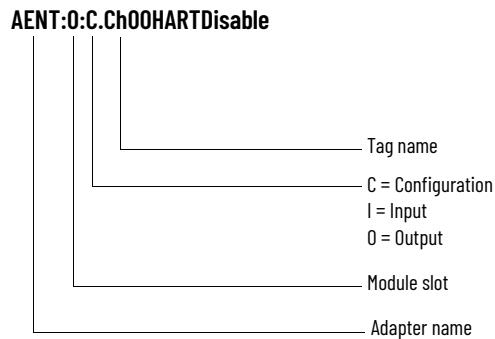 AENT:0:C.Ch00HARTDisable
Tag name
C = Configuration
I = Input
O = Output
Module slot
Adapter name